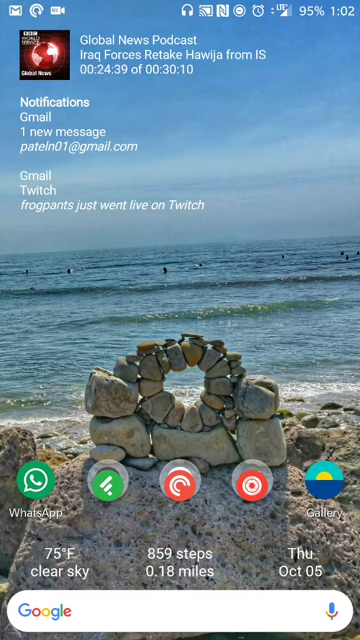 LTE
95% 1:02
BBC
WORLD
SERVICE
Global News
Global News Podcast
Iraq Forces Retake Hawija from IS
00:24:39 of 00:30:10
Notifications
Gmail
1 new message
pateln01@gmail.com
Gmail
Twitch
frogpants just went live on Twitch
WhatsApp
Gallery
75°F
clear sky
859 steps
0.18 miles
Thu
Oct 05
Google